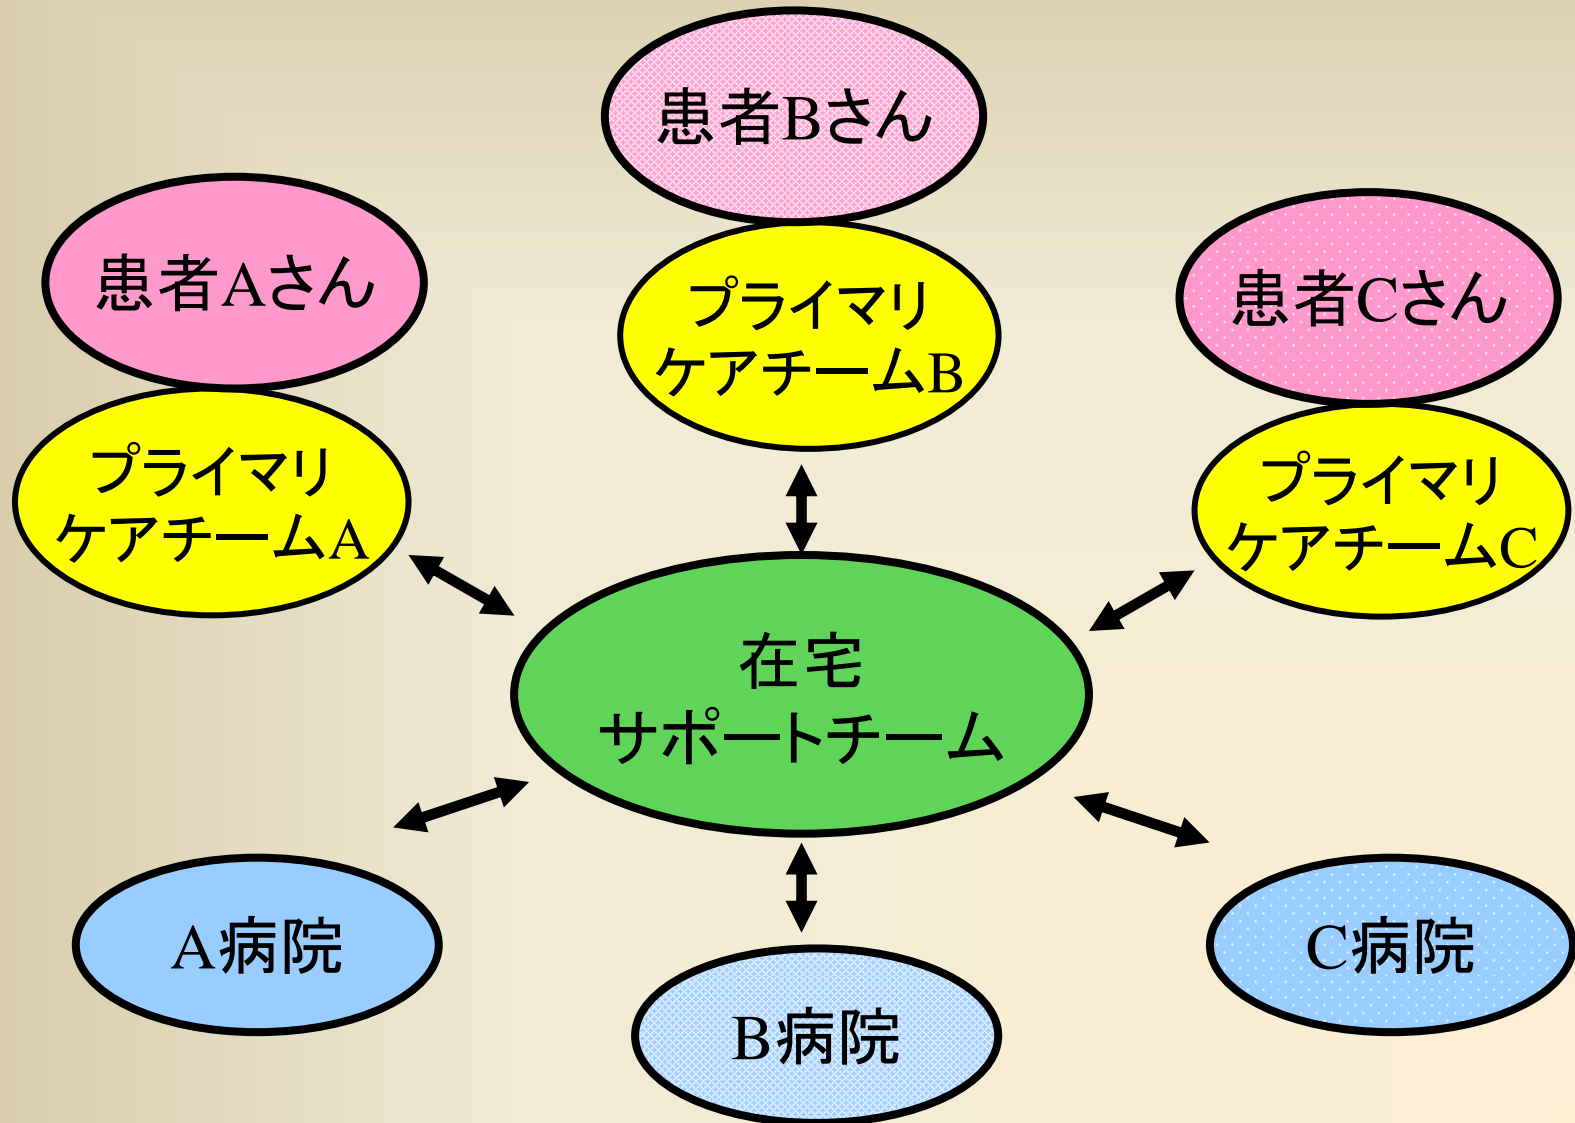 患者Bさん
プライマリ
ケアチームB
患者Aさん
プライマリ
ケアチームA
患者Cさん
プライマリ
ケアチームC
在宅
サポートチーム
A病院
B病院
C病院